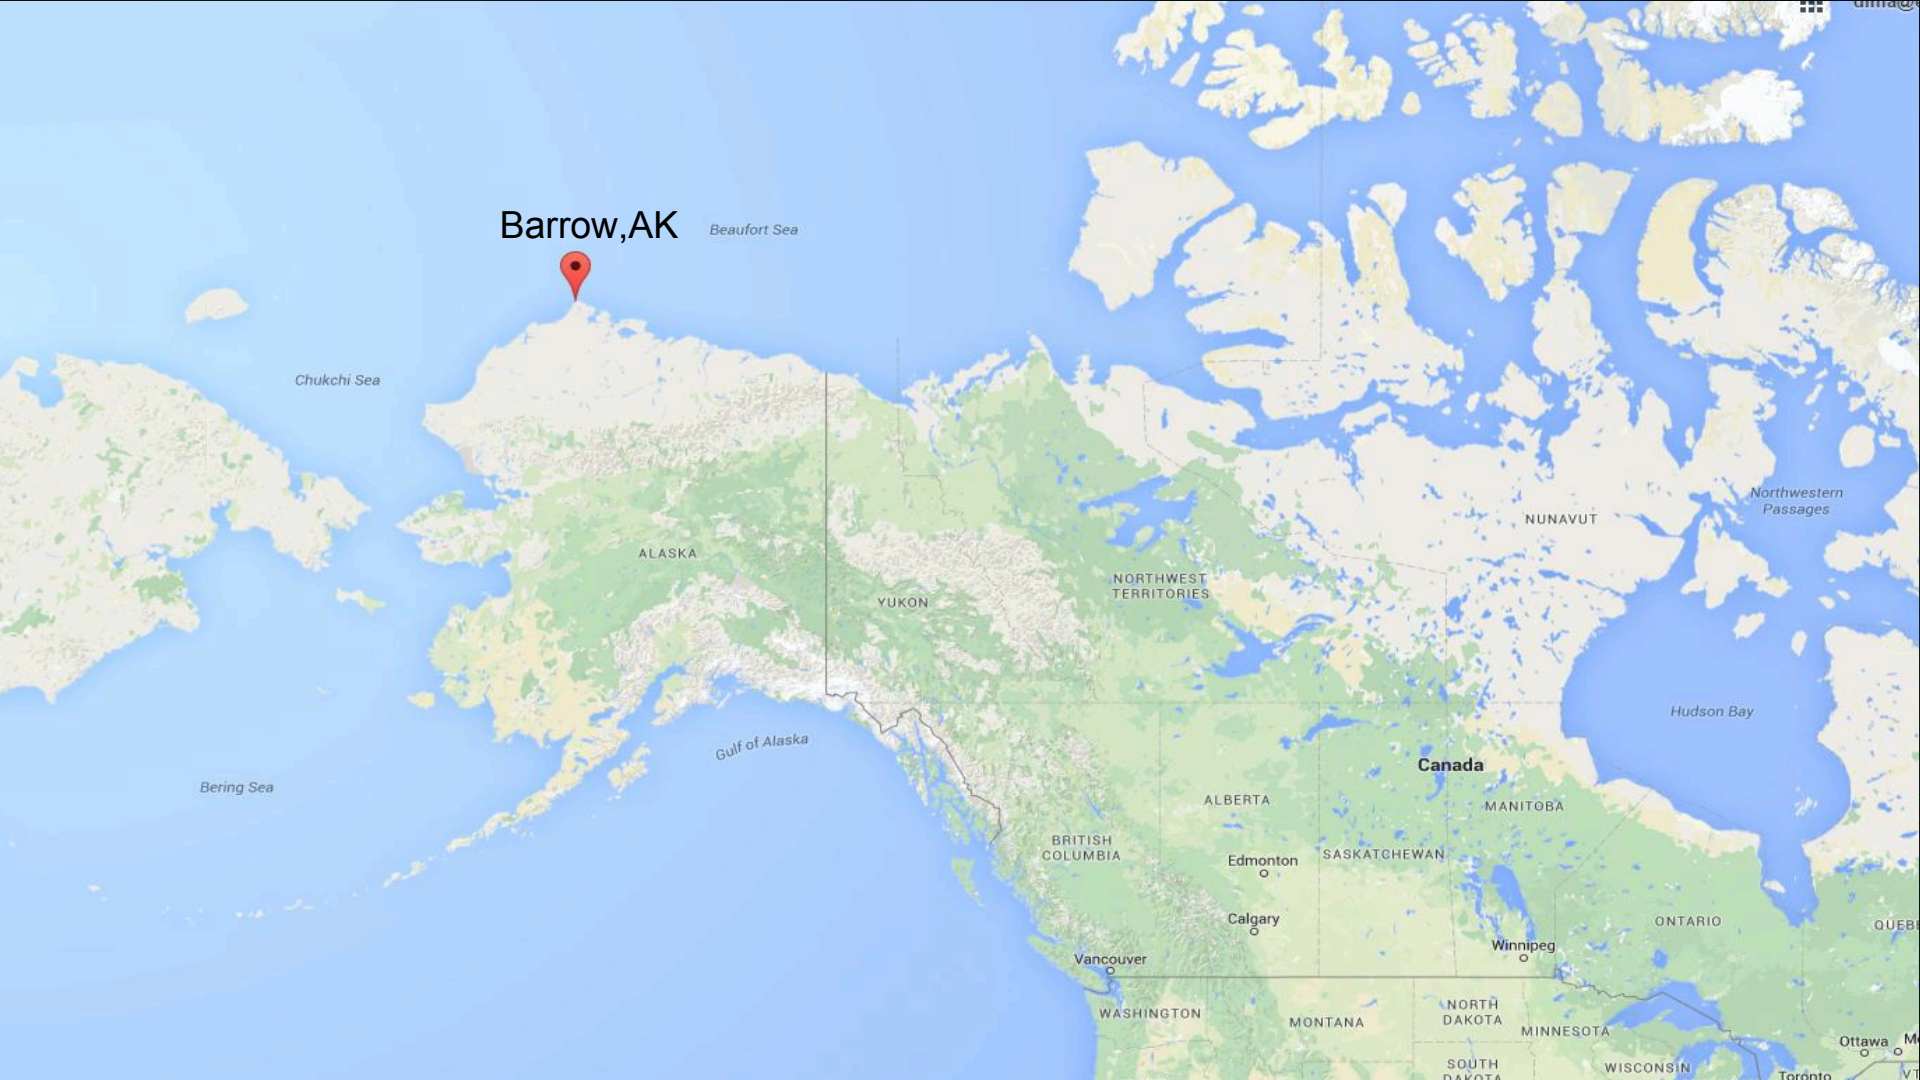 Barrow,AK
Beaufort Sea
Chukchi Sea
Northwestern
Passages
NUNAVUT
ALASKA
NORTHWEST
TERRITORIES
YUKON
Hudson Bay
Gulf of Alaska
Canada
Bering Sea
ALBERTA
MANITOBA
BRITISH
COLUMBIA
SASKATCHEWAN
Edmonton
Calgary
ONTARIO
Winnipeg
Vancouver
WASHINGTON
MONTANA
NORTH
DAKOTA
MINNESOTA
Ottawa
SOUTH
DAKOTA
WISCONSIN
Toronto
VT